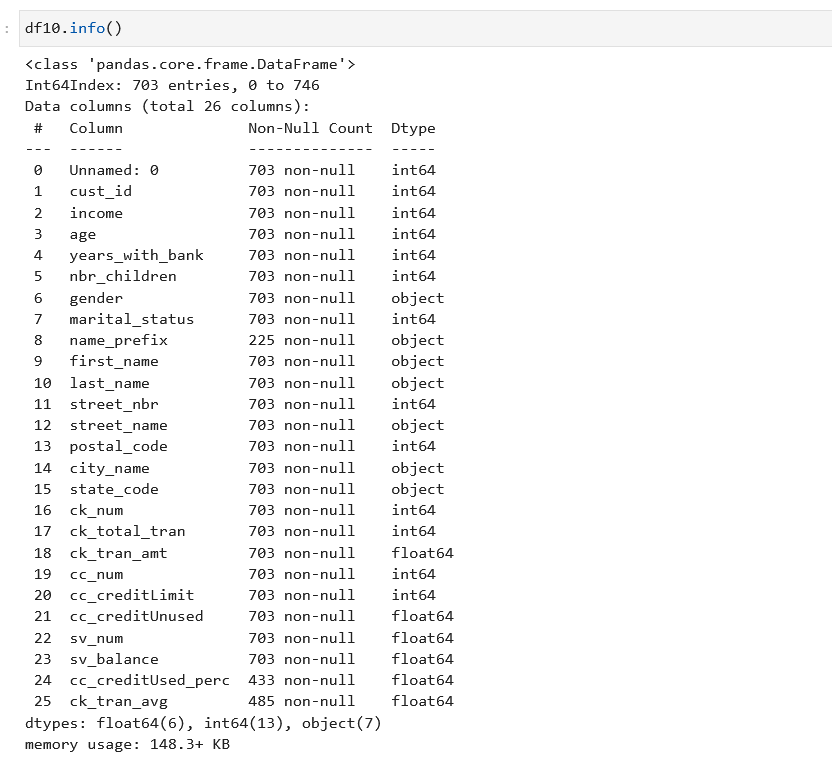 : df10.info()
<class 'pandas.core.frame.DataFrame'>
Int64Index: 703 entries, 0 to 746
Data columns (total 26 columns):
 #   Column              Non-Null Count  Dtype
---  ------              --------------  -----
 0   Unnamed: 0          703 non-null    int64
 1   cust_id             703 non-null    int64
 2   income              703 non-null    int64
 3   age                 703 non-null    int64
 4   years_with_bank     703 non-null    int64
 5   nbr_children        703 non-null    int64
 6   gender              703 non-null    object
 7   marital_status      703 non-null    int64
 8   name_prefix         225 non-null    object
 9   first_name          703 non-null    object
 10  last_name           703 non-null    object
 11  street_nbr          703 non-null    int64
 12  street_name         703 non-null    object
 13  postal_code         703 non-null    int64
 14  city_name           703 non-null    object
 15  state_code          703 non-null    object
 16  ck_num              703 non-null    int64
 17  ck_total_tran       703 non-null    int64
 18  ck_tran_amt         703 non-null    float64
 19  cc_num              703 non-null    int64
 20  cc_creditLimit      703 non-null    int64
 21  cc_creditUnused     703 non-null    float64
 22  sv_num              703 non-null    float64
 23  sv_balance          703 non-null    float64
 24  cc_creditUsed_perc  433 non-null    float64
 25  ck_tran_avg         485 non-null    float64
dtypes: float64(6), int64(13), object(7)
memory usage: 148.3+ KB